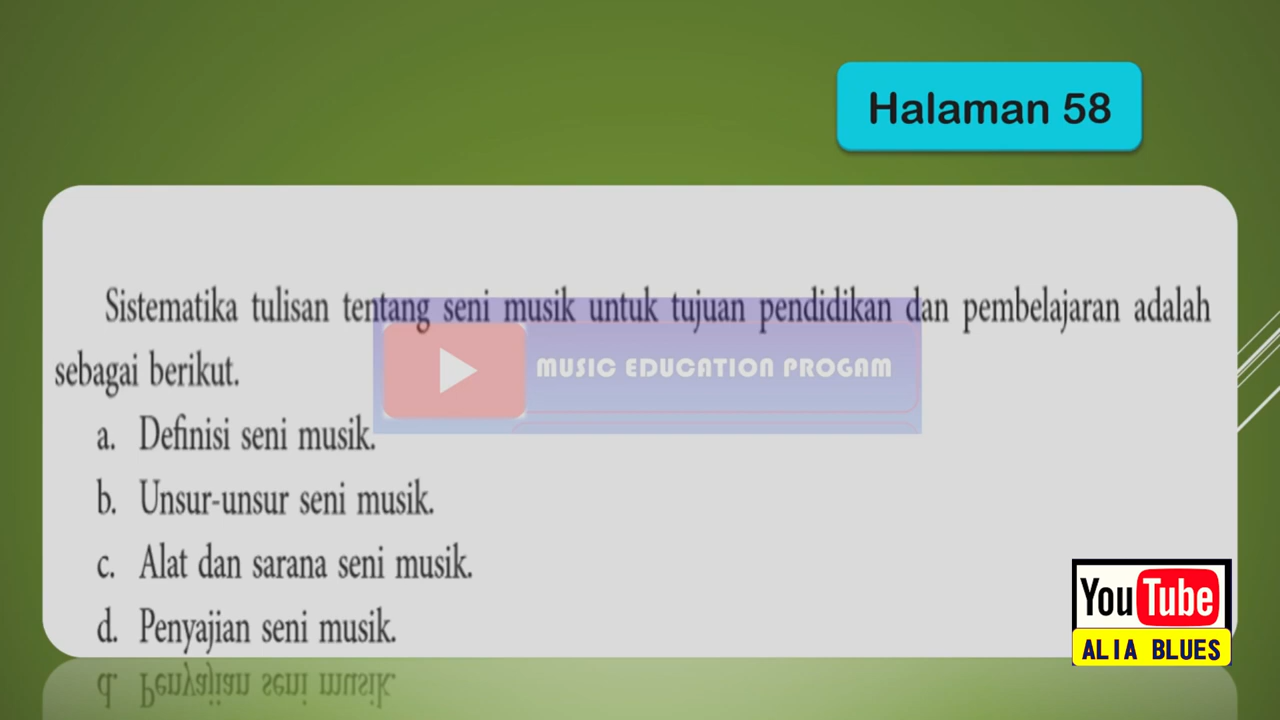 Halaman 58
Sistematika tulisan tentang seni musik untuk tujuan pendidikan dan pembelajaran adalah
sebagai berikut.
MUSIC EDUCATION PROGAM
a. Definisi seni musik.
b. Unsur-unsur seni musik.
c. Alat dan sarana seni musik.
d. Penyajian seni musik.
YouTube
ALIA BLUES